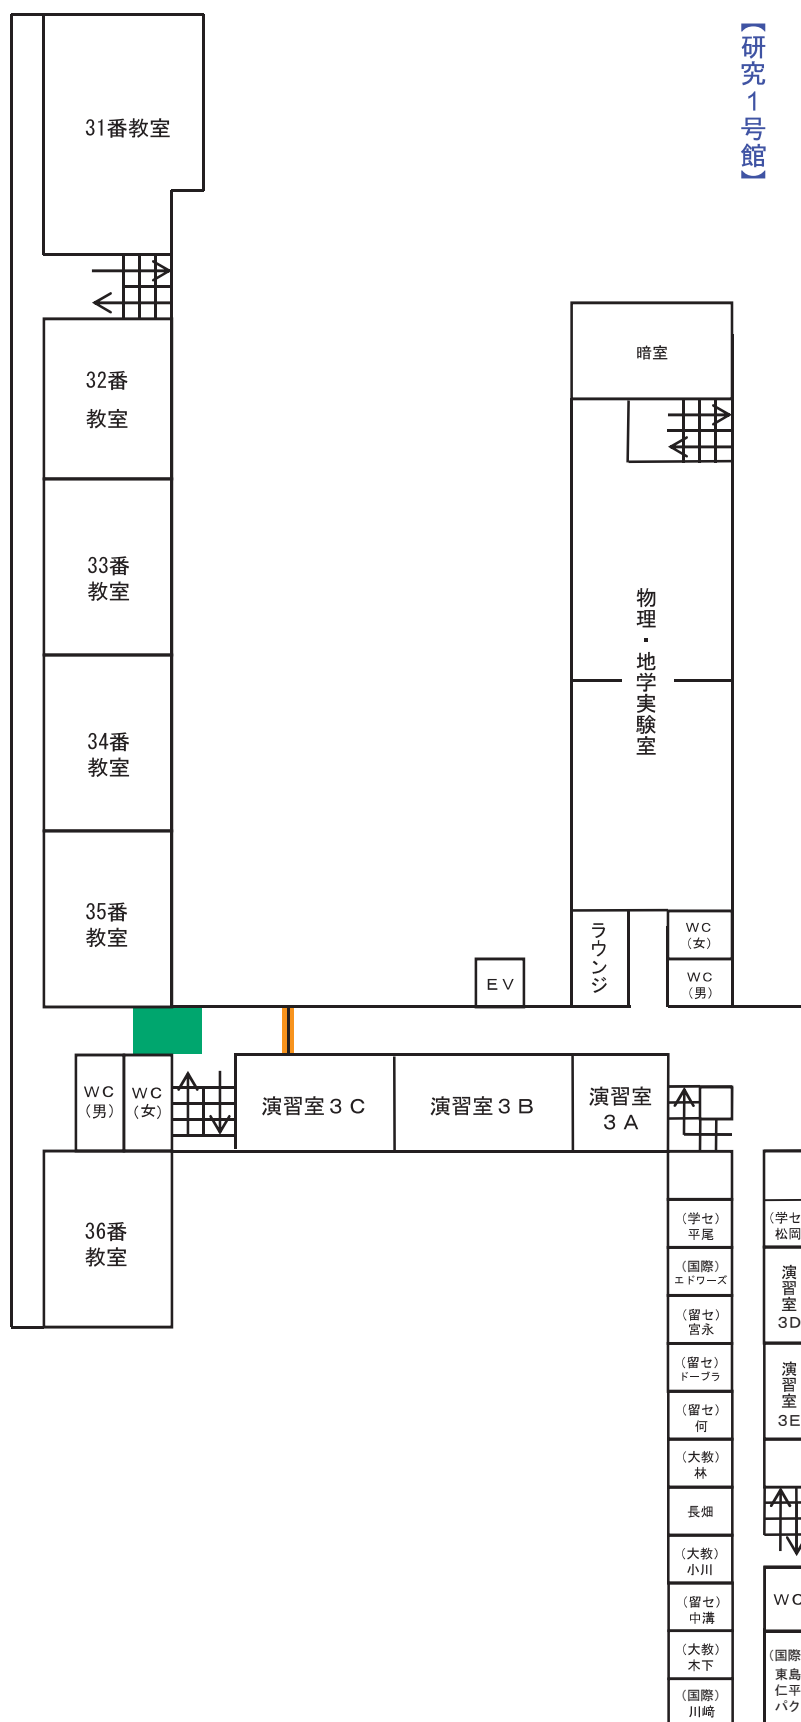 【研究１号館】
31番教室
32番
教室
暗室
33番
教室
物理・地学実験室
34番
教室
35番
教室
ラウンジ
ＷＣ
（女）
ＷＣ
（男）
ＥＶ
ＷＣ
（男）
ＷＣ
（女）
演習室３Ｃ
演習室３Ｂ
演習室
３Ａ
36番
教室
（学セ）
平尾
（国際）
エドワーズ
（留セ）
宮永
（留セ）
ドーブラ
（留セ）
何
（大教）
林
長畑
（大教）
小川
（留セ）
中溝
（大教）
木下
（国際）
川﨑
（学セ
松岡
演習室
3D
演習室
3E
ＷＣ
（国際
東島
仁平
パク